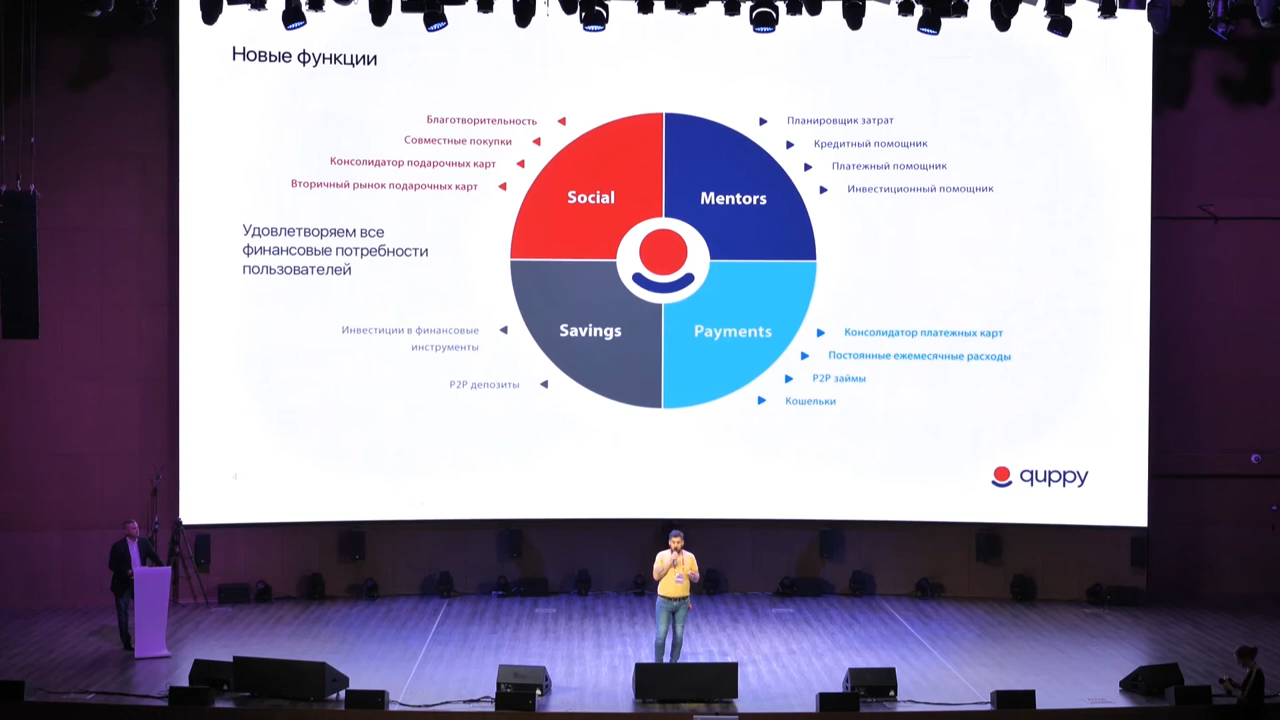 Новые функции
Благотворительность
Совместные покупки
Консолидатор подарочных карт
Вторичный рынок подарочных карт
Social
Mentors
Планировщик затрат
Кредитный помощник
Платежный помощник
Инвестиционный помощник
Удовлетворяем все
финансовые потребности
пользователей
Savings
Payments
Инвестиции в финансовые
инструменты
P2P депозиты
Консолидатор платежных карт
Постоянные ежемесячные расходы
P2P займы
Кошельки
4
quppy